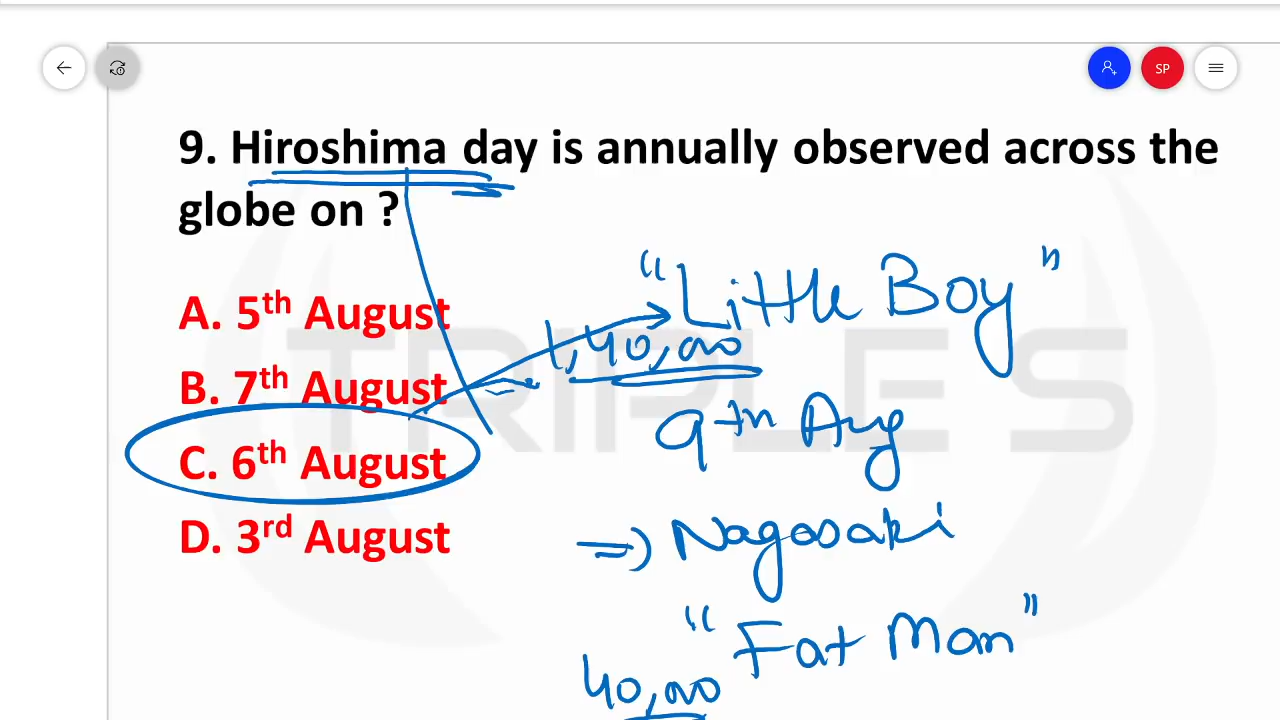 SP
9. Hiroshima day is annually observed across the
globe on ?
"Little Boy"
A. 5th August
1,40,000
B. 7th August
9th Aug
C. 6th August
D. 3rd August
=> Nagasaki
"Fat Man"
40,000
TRIPLE S